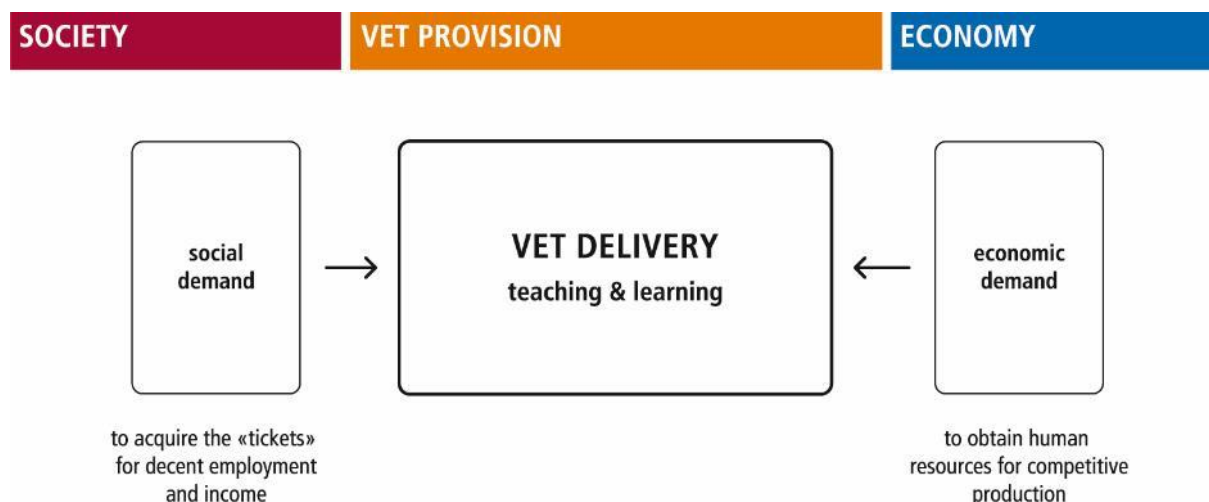 SOCIETY
VET PROVISION
ECONOMY
social
demand
VET DELIVERY
teaching & learning
economic
demand
to acquire the «tickets»
for decent employment
and income
to obtain human
resources for competitive
production